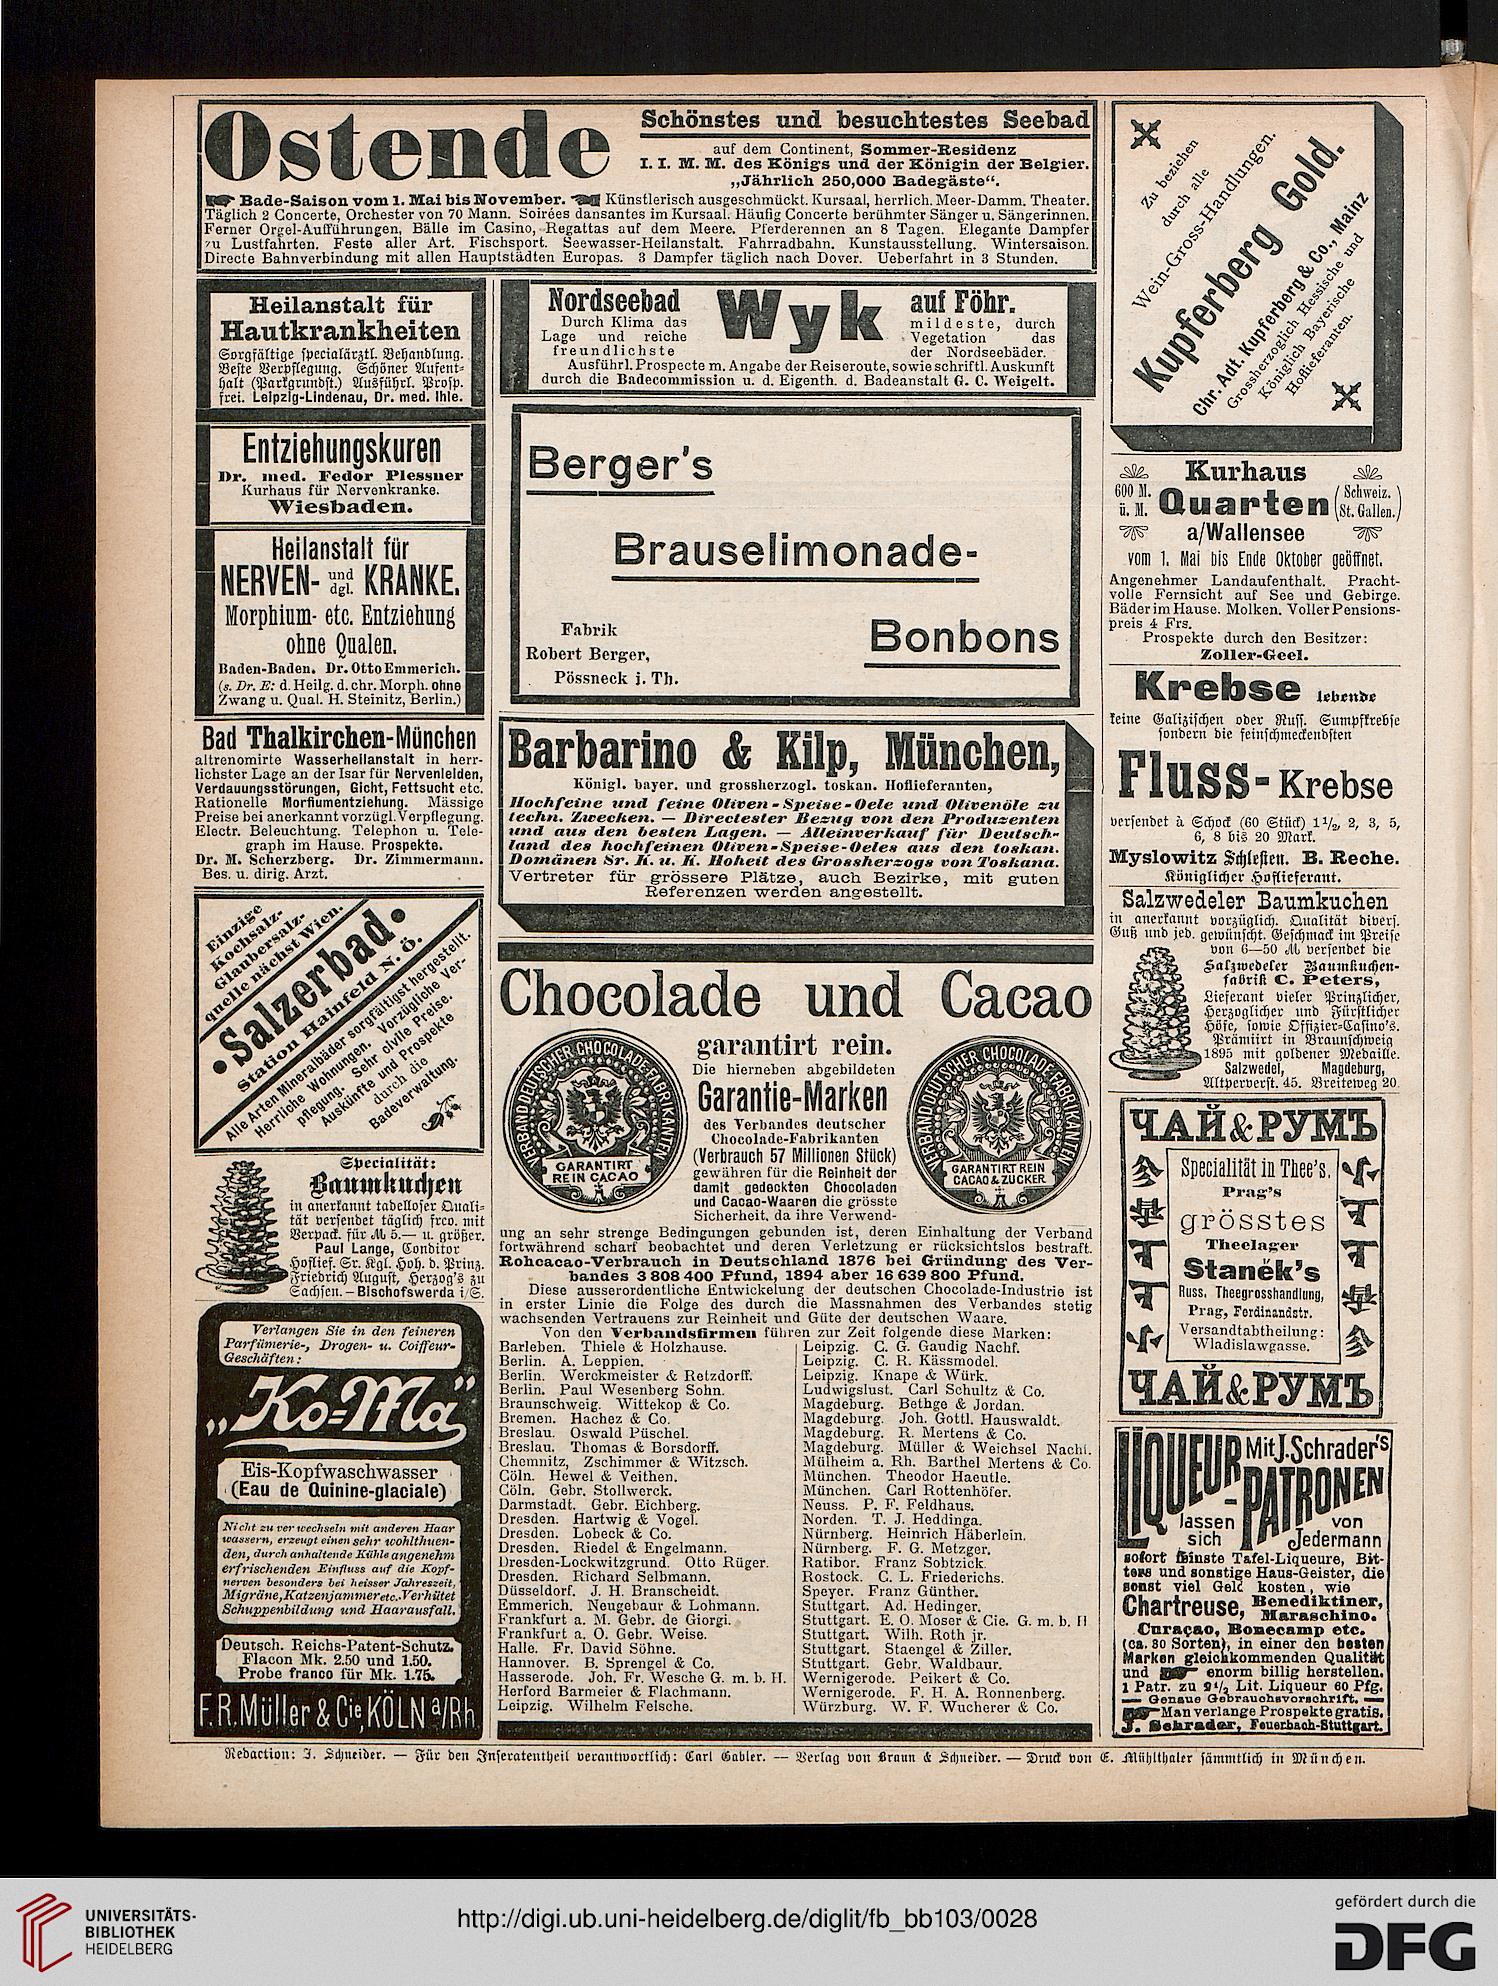 Ostende
Schönstes und besuchtestes Seebad
auf dem Continent, Sommer-Residenz
I. I. M. M. des Königs und der Königin der Belgier.
„Jährlich 250,000 Badegäste“.
Bade-Saison vom 1. Mai bis November. Künstlerisch ausgeschmückt. Kursaal, herrlich. Meer-Damm. Theater.
Täglich 2 Concerte, Orchester von 70 Mann. Soirées dansantes im Kursaal. Häufig Concerte berühmter Sänger u. Sängerinnen.
Ferner Orgel-Aufführungen, Bälle im Casino, Regattas auf dem Meere. Pferderennen an 8 Tagen. Elegante Dampfer
zu Lustfahrten. Feste aller Art. Fischsport. Seewasser-Heilanstalt. Fahrradbahn. Kunstausstellung. Wintersaison.
Directe Bahnverbindung mit allen Hauptstädten Europas. 3 Dampfer täglich nach Dover. Ueberfahrt in 3 Stunden.
Heilanstalt für
Hautkrankheiten
Sorgfältige specialärztl. Behandlung.
Beste Verpflegung. Schöner Aufent-
halt (Parkgrundst.) Ausführl. Prosp.
frei. Leipzig-Lindenau, Dr. med. Ihle.
Entziehungskuren
Dr. med. Fedor Plessner
Kurhaus für Nervenkranke.
Wiesbaden.
Heilanstalt für
NERVEN- und dgl. KRANKE.
Morphium- etc. Entziehung
ohne Qualen.
Baden-Baden. Dr. Otto Emmerich.
(s. Dr. E: d. Heilg. d. chr. Morph. ohne
Zwang u. Qual. H. Steinitz, Berlin.)
Bad Thalkirchen-München
altrenomirte Wasserheilanstalt in herr-
lichster Lage an der Isar für Nervenleiden,
Verdauungsstörungen, Gicht, Fettsucht etc.
Rationelle Morfiumentziehung. Mässige
Preise bei anerkannt vorzügl. Verpflegung.
Electr. Beleuchtung. Telephon u. Tele-
graph im Hause. Prospekte.
Dr. M. Scherzberg. Dr. Zimmermann.
Bes. u. dirig. Arzt.
Einzige
Kochsalz-
Glaubersalz-
quelle nächst Wien.
• Salzerbad •
Station Hainfeld N. Ö.
Alle Arten Mineralbäder sorgfältigst hergestellt.
Herrliche Wohnungen. Vorzügliche Ver-
pflegung. Sehr civile Preise.
Auskünfte und Prospekte
durch die
Badeverwaltung.
Specialität:
Baumkuchen
in anerkannt tadelloser Quali-
tät versendet täglich frco. mit
Verpack. für M 5.— u. größer.
Paul Lange, Conditor
Hoflief. Sr. Kgl. Hoh. d. Prinz.
Friedrich August, Herzog's zu
Sachsen. – Bischofswerda i/S.
Verlangen Sie in den feineren
Parfümerie-, Drogen- u. Coiffeur-
Geschäften:
„Ko-Ma“
Eis-Kopfwaschwasser
(Eau de Quinine-glaciale)
Nicht zu verwechseln mit anderen Haar
wassern, erzeugt einen sehr wohlthuen-
den, durch anhaltende Kühle angenehm
erfrischenden Einfluss auf die Kopf-
nerven besonders bei heisser Jahreszeit,
Migräne, Katzenjammer etc. Verhütet
Schuppenbildung und Haarausfall.
Deutsch. Reichs-Patent-Schutz.
Flacon Mk. 2.50 und 1.50.
Probe franco für Mk. 1.75.
F.R. Müller & Cie, KÖLN a/Rh.
Nordseebad Wyk auf Föhr.
Durch Klima das
Lage und reiche
freundlichste
mildeste, durch
Vegetation das
der Nordseebäder.
Ausführl. Prospecte m. Angabe der Reiseroute, sowie schriftl. Auskunft
durch die Badecommission u. d. Eigenth. d. Badeanstalt G. C. Weigelt.
Berger's
Brauselimonade-
Bonbons
Fabrik
Robert Berger,
Pössneck i. Th.
Barbarino & Kilp, München,
Königl. bayer. und grossherzogl. toskan. Hoflieferanten,
Hochfeine und feine Oliven-Speise-Oele und Olivenöle zu
techn. Zwecken. — Directester Bezug von den Produzenten
und aus den besten Lagen. — Alleinverkauf für Deutsch-
land des hochfeinen Oliven-Speise-Oeles aus den toskan.
Domänen Sr. K. u. K. Hoheit des Grossherzogs von Toskana.
Vertreter für grössere Plätze, auch Bezirke, mit guten
Referenzen werden angestellt.
Chocolade und Cacao
VERBAND DEUTSCHER CHOCOLADE-FABRIKANTEN
GARANTIRT
REIN CACAO
garantirt rein.
Die hierneben abgebildeten
Garantie-Marken
des Verbandes deutscher
Chocolade-Fabrikanten
(Verbrauch 57 Millionen Stück)
gewähren für die Reinheit der
damit gedeckten Chocoladen
und Cacao-Waaren die grösste
Sicherheit, da ihre Verwend-
VERBAND DEUTSCHER CHOCOLADE FABRIKANTEN
GARANTIRT REIN
CACAO & ZUCKER
ung an sehr strenge Bedingungen gebunden ist, deren Einhaltung der Verband
fortwährend scharf beobachtet und deren Verletzung er rücksichtslos bestraft.
Rohcacao-Verbrauch in Deutschland 1876 bei Gründung des Ver-
bandes 3 808 400 Pfund, 1894 aber 16 639 800 Pfund.
Diese ausserordentliche Entwickelung der deutschen Chocolade-Industrie ist
in erster Linie die Folge des durch die Massnahmen des Verbandes stetig
wachsenden Vertrauens zur Reinheit und Güte der deutschen Waare.
Von den Verbandsfirmen führen zur Zeit folgende diese Marken:
Barleben. Thiele & Holzhause.
Berlin. A. Leppien.
Berlin. Werckmeister & Retzdorff.
Berlin. Paul Wesenberg Sohn.
Braunschweig. Wittekop & Co.
Bremen. Hachez & Co.
Breslau. Oswald Püschel.
Breslau. Thomas & Borsdorff.
Chemnitz, Zschimmer & Witzsch.
Cöln. Hewel & Veithen.
Cöln. Gebr. Stollwerck.
Darmstadt. Gebr. Eichberg.
Dresden. Hartwig & Vogel.
Dresden. Lobeck & Co.
Dresden. Riedel & Engelmann.
Dresden-Lockwitzgrund. Otto Rüger.
Dresden. Richard Selbmann.
Düsseldorf. J. H. Branscheidt.
Emmerich. Neugebaur & Lohmann.
Frankfurt a. M. Gebr. de Giorgi.
Frankfurt a. O. Gebr. Weise.
Halle. Fr. David Söhne.
Hannover. B. Sprengel & Co.
Hasserode. Joh. Fr. Wesche G. m. b. H.
Herford Barmeier & Flachmann.
Leipzig. Wilhelm Felsche.
Leipzig. C. G. Gaudig Nachf.
Leipzig. C. R. Kässmodel.
Leipzig. Knape & Würk.
Ludwigslust. Carl Schultz & Co.
Magdeburg. Bethge & Jordan.
Magdeburg. Joh. Gottl. Hauswaldt.
Magdeburg. R. Mertens & Co.
Magdeburg. Müller & Weichsel Nachf.
Mülheim a. Rh. Barthel Mertens & Co.
München. Theodor Haeutle.
München. Carl Rottenhöfer.
Neuss. P. F. Feldhaus.
Norden. T. J. Heddinga.
Nürnberg. Heinrich Häberlein.
Nürnberg. F. G. Metzger.
Ratibor. Franz Sobtzick.
Rostock. C. L. Friederichs.
Speyer. Franz Günther.
Stuttgart. Ad. Hedinger.
Stuttgart. E. O. Moser & Cie. G. m. b. H
Stuttgart. Wilh. Roth jr.
Stuttgart. Staengel & Ziller.
Stuttgart. Gebr. Waldbaur.
Wernigerode. Peikert & Co.
Wernigerode. F. H. A. Ronnenberg.
Würzburg. W. F. Wucherer & Co.
Zu beziehen
durch alle
Wein-Gross-Handlungen.
Kupferberg Gold.
Chr. Adt. Kupferberg & Co., Mainz
Grossherzoglich Hessische und
Königlich Bayerische
Hoflieferanten.
Kurhaus
600 M. ü. M. Quarten (Schweiz. St. Gallen.)
a/Wallensee
vom 1. Mai bis Ende Oktober geöffnet.
Angenehmer Landaufenthalt. Pracht-
volle Fernsicht auf See und Gebirge.
Bäder im Hause. Molken. Voller Pensions-
preis 4 Frs.
Prospekte durch den Besitzer:
Zoller-Geel.
Krebse lebende
keine Galizischen oder Russ. Sumpfkrebse
sondern die feinschmeckendsten
Fluss-Krebse
versendet à Schock (60 Stück) 1 1/2, 2, 3, 5,
6, 8 bis 20 Mark.
Myslowitz Schlesien. B. Reche.
Königlicher Hoflieferant.
Salzwedeler Baumkuchen
in anerkannt vorzüglich. Qualität divers.
Guß und jed. gewünscht. Geschmack im Preise
von 6—50 M versendet die
Salzwedeler Baumkuchen-
fabrik C. Peters,
Lieferant vieler Prinzlicher,
Herzoglicher und Fürstlicher
Höfe, sowie Offizier-Casino's.
Prämiirt in Braunschweig
1895 mit goldener Medaille.
Salzwedel, Magdeburg,
Altperverst. 45. Breiteweg 20
ЧАЙ & РУМЪ
Specialität in Thee's.
Prag's
grösstes
Theelager
Staněk's
Russ. Theegrosshandlung,
Prag, Ferdinandstr.
Versandtabtheilung:
Wladislawgasse.
ЧАЙ & РУМЪ
LIQUEUR Mit J. Schrader's
-PATRONEN
lassen
sich
von
Jedermann
sofort feinste Tafel-Liqueure, Bit-
ters und sonstige Haus-Geister, die
sonst viel Geld kosten, wie
Chartreuse, Benediktiner,
Maraschino.
Curaçao, Bonecamp etc.
(ca. 80 Sorten), in einer den besten
Marken gleichkommenden Qualität
und enorm billig herstellen.
1 Patr. zu 2 1/2 Lit. Liqueur 60 Pfg.
Genaue Gebrauchsvorschrift.
Man verlange Prospekte gratis.
J. Schrader, Feuerbach-Stuttgart.
Redaction: J. Schneider. — Für den Inseratentheil verantwortlich: Carl Gabler. — Verlag von Braun & Schneider. — Druck von E. Mühlthaler sämmtlich in München.
UNIVERSITÄTS-
BIBLIOTHEK
HEIDELBERG
http://digi.ub.uni-heidelberg.de/diglit/fb_bb103/0028
gefördert durch die
DFG